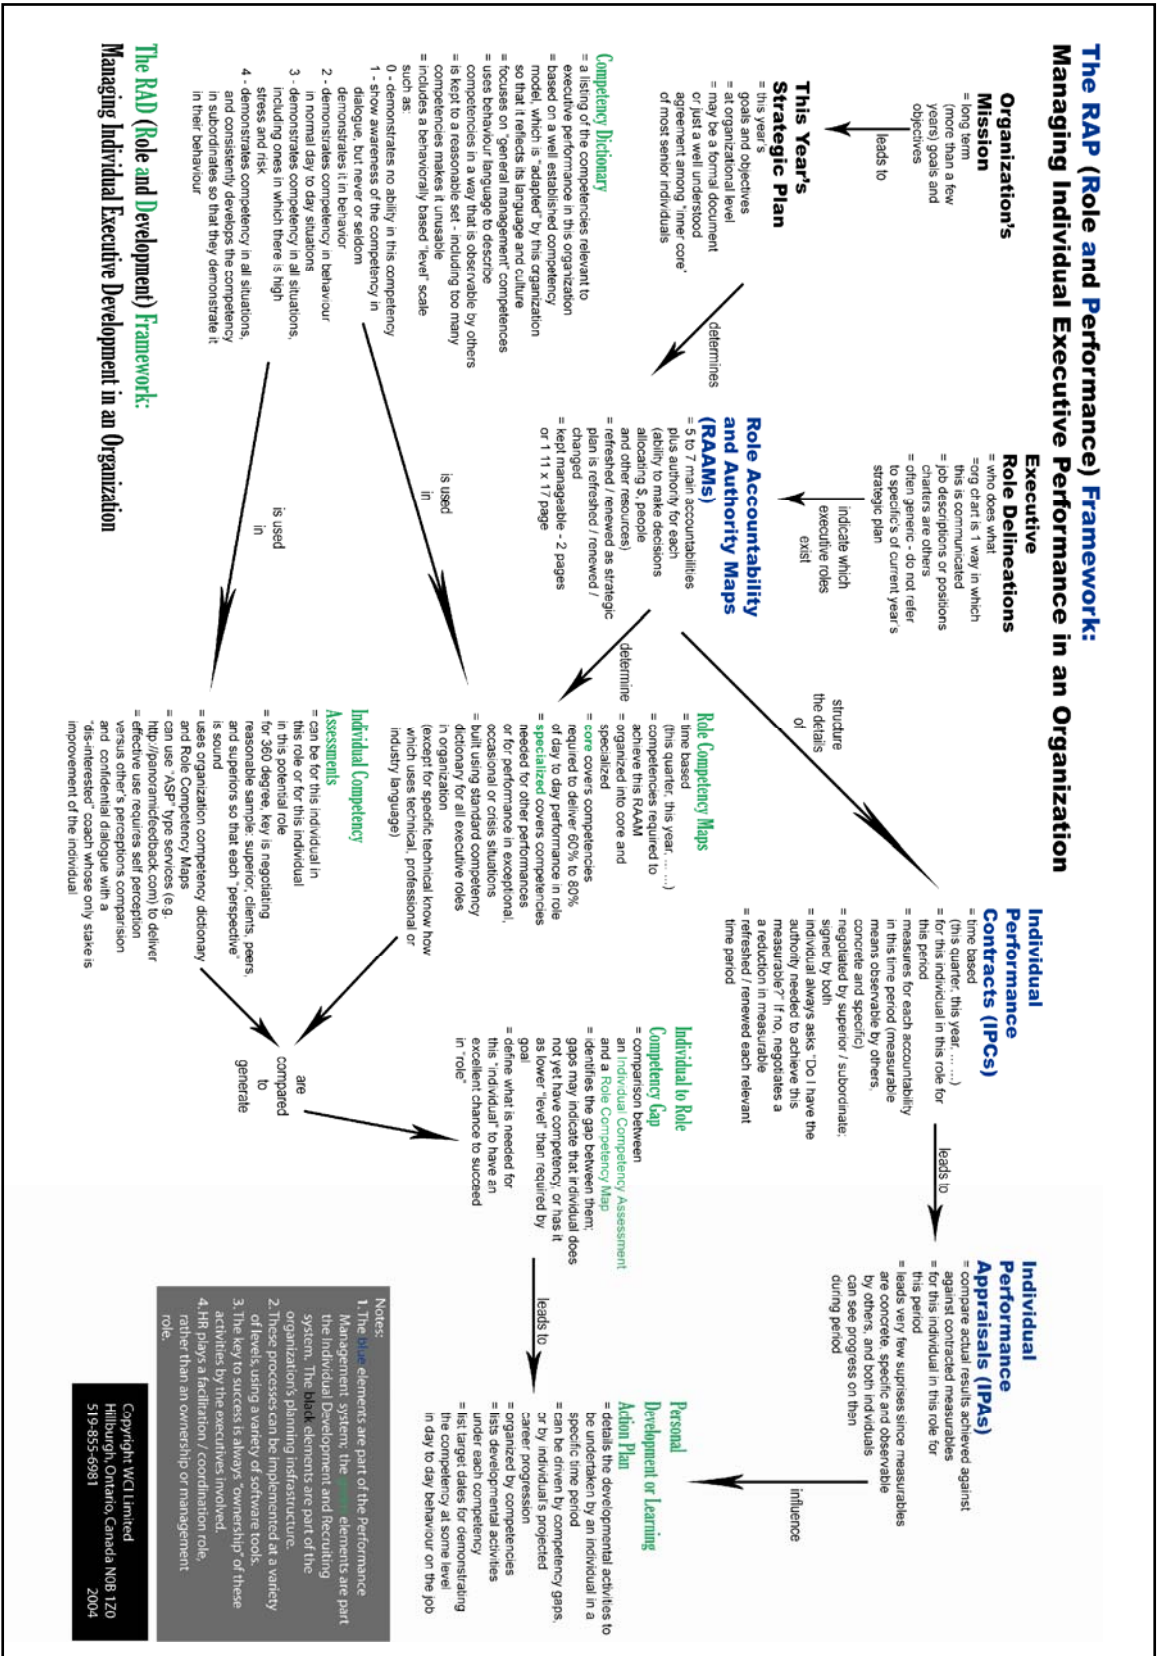 The RAP (Role and Performance) Framework:
Managing Individual Executive Performance in an Organization
Organization's
Mission
= long term
(more than a few
years) goals and
objectives
leads to
This Year's
Strategic Plan
= this year's
goals and objectives
= at organizational level
= may be a formal document
or just a well understood
agreement among "inner core'
of most senior individuals
determines
Executive
Role Delineations
= who does what
=org chart is 1 way in which
this is communicated
= job descriptions or positions
charters are others
= often generic - do not refer
to specific's of current year's
strategic plan
indicate which
executive roles
exist
Role Accountability
and Authority Maps
(RAAMs)
= 5 to 7 main accountabilities
plus authority for each
(ability to make decisions
allocating $, people
and other resources)
= refreshed / renewed as strategic
plan is refreshed / renewed /
changed
= kept manageable - 2 pages
or 1 11 x 17 page
structure
the details
of
determine
Individual
Performance
Contracts (IPCs)
= time based
(this quarter, this year, ... ...)
= for this individual in this role for
this period
= measures for each accountability
in this time period (measurable
means observable by others,
concrete and specific)
= negotiated by superior / subordinate;
signed by both
= individual always asks "Do I have the
authority needed to achieve this
measurable?" If no, negotiates a
a reduction in measurable
= refreshed / renewed each relevant
time period
leads to
Individual
Performance
Appraisals (IPAs)
= compare actual results achieved against
against contracted measurables
= for this individual in this role for
this period
= leads very few suprises since measurables
are concrete, specific and observable
by others, and both individuals
can see progress on then
during period
influence
Competency Dictionary
= a listing of the competencies relevant to
executive performance in this organization
= based on a well established competency
model, which is "adapted" by this organization
so that it reflects its language and culture
= focuses on "general management" competences
= uses behaviour language to describe
competencies in a way that is observable by others
= is kept to a reasonable set - including too many
competencies makes it unusable
= includes a behaviorally based "level" scale
such as:
0 - demonstrates no ability in this competency
1 - show awareness of the competency in
dialogue, but never or seldom
demonstrates it in behavior
2 - demonstrates competency in behaviour
in normal day to day situations
3 - demonstrates competency in all situations,
including ones in which there is high
stress and risk
4 - demonstrates competency in all situations,
and consistently develops the competency
in subordinates so that they demonstrate it
in their behaviour
is used
in
is used
in
Role Competency Maps
= time based
(this quarter, this year, ... ...)
= competencies required to
achieve this RAAM
= organized into core and
specialized
= core covers competencies
required to deliver 60% to 80%
of day to day performance in role
= specialized covers competencies
needed for other performances
or for performance in exceptional,
occasional or crisis situations
= built using standard competency
dictionary for all executive roles
in organization
(except for specific technical know how
which uses technical, professional or
industry language)
Individual Competency
Assessments
= can be for this individual in
this role or for this individual
in this potential role
= for 360 degree, key is negotiating
reasonable sample: superior, clients, peers,
and superiors so that each "perspective"
is sound
= uses organization competency dictionary
and Role Competency Maps
= can use "ASP" type services (e.g.
http://panoramicfeedback.com) to deliver
= effective use requires self perception
versus other's perceptions comparision
and confidential dialogue with a
"dis-interested" coach whose only stake is
improvement of the individual
are
compared
to
generate
Individual to Role
Competency Gap
= comparison between
an Individual Competency Assessment
and a Role Competency Map
=identifies the gap between them;
gaps may indicate that individual does
not yet have competency, or has it
as lower "level" than required by
goal
= define what is needed for
this "individual" to have an
excellent chance to succeed
in "role"
leads to
Personal
Development or Learning
Action Plan
= details the developmental activities to
be undertaken by an individual in a
specific time period
= can be driven by competency gaps,
or by individual's projected
career progression
= organized by competencies
= lists developmental activities
under each competency
= list target dates for demonstrating
the competency at some level
in day to day behaviour on the job
The RAD (Role and Development) Framework:
Managing Individual Executive Development in an Organization
Notes:
1. The blue elements are part of the Performance
Management system; the green elements are part
the Individual Development and Recruiting
system. The black elements are part of the
organization's planning insfrastructure.
2.These processes can be implemented at a variety
of levels, using a variety of software tools.
3.The key to success is always "ownership" of these
activities by the executives involved.
4.HR plays a facilitation / coordination role,
rather than an ownership or management
role.
Copyright WCI Limited
Hillburgh, Ontario, Canada N0B 1Z0
519-855-6981 2004